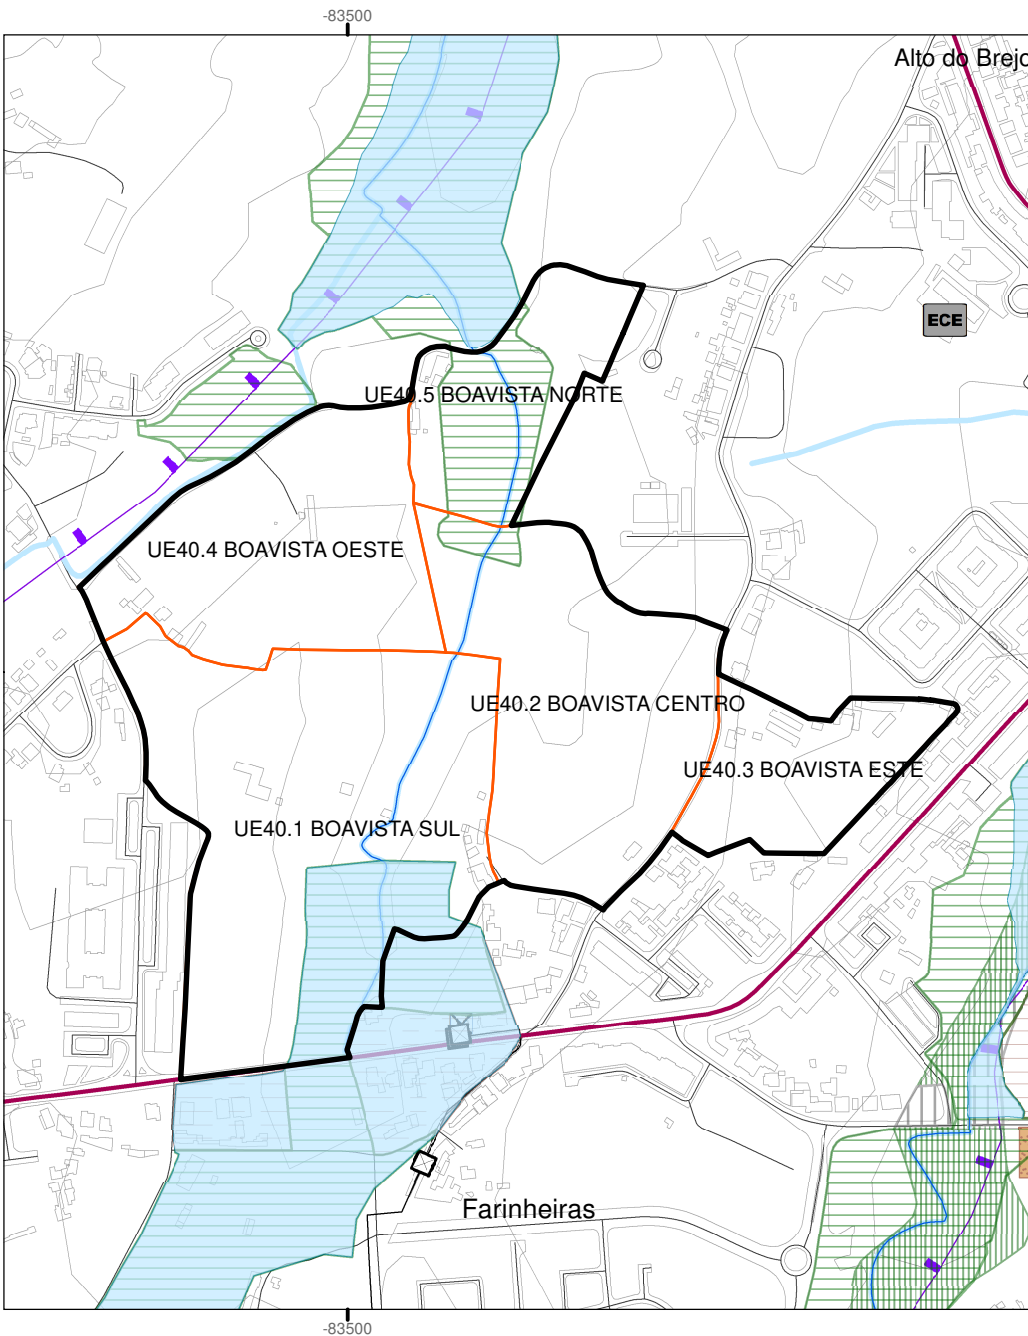 -83500
Alto do Brejo
ECE
UE40.5 BOAVISTA NORTE
UE40.4 BOAVISTA OESTE
UE40.2 BOAVISTA CENTRO
UE40.3 BOAVISTA ESTE
UE40.1 BOAVISTA SUL
Farinheiras
-83500